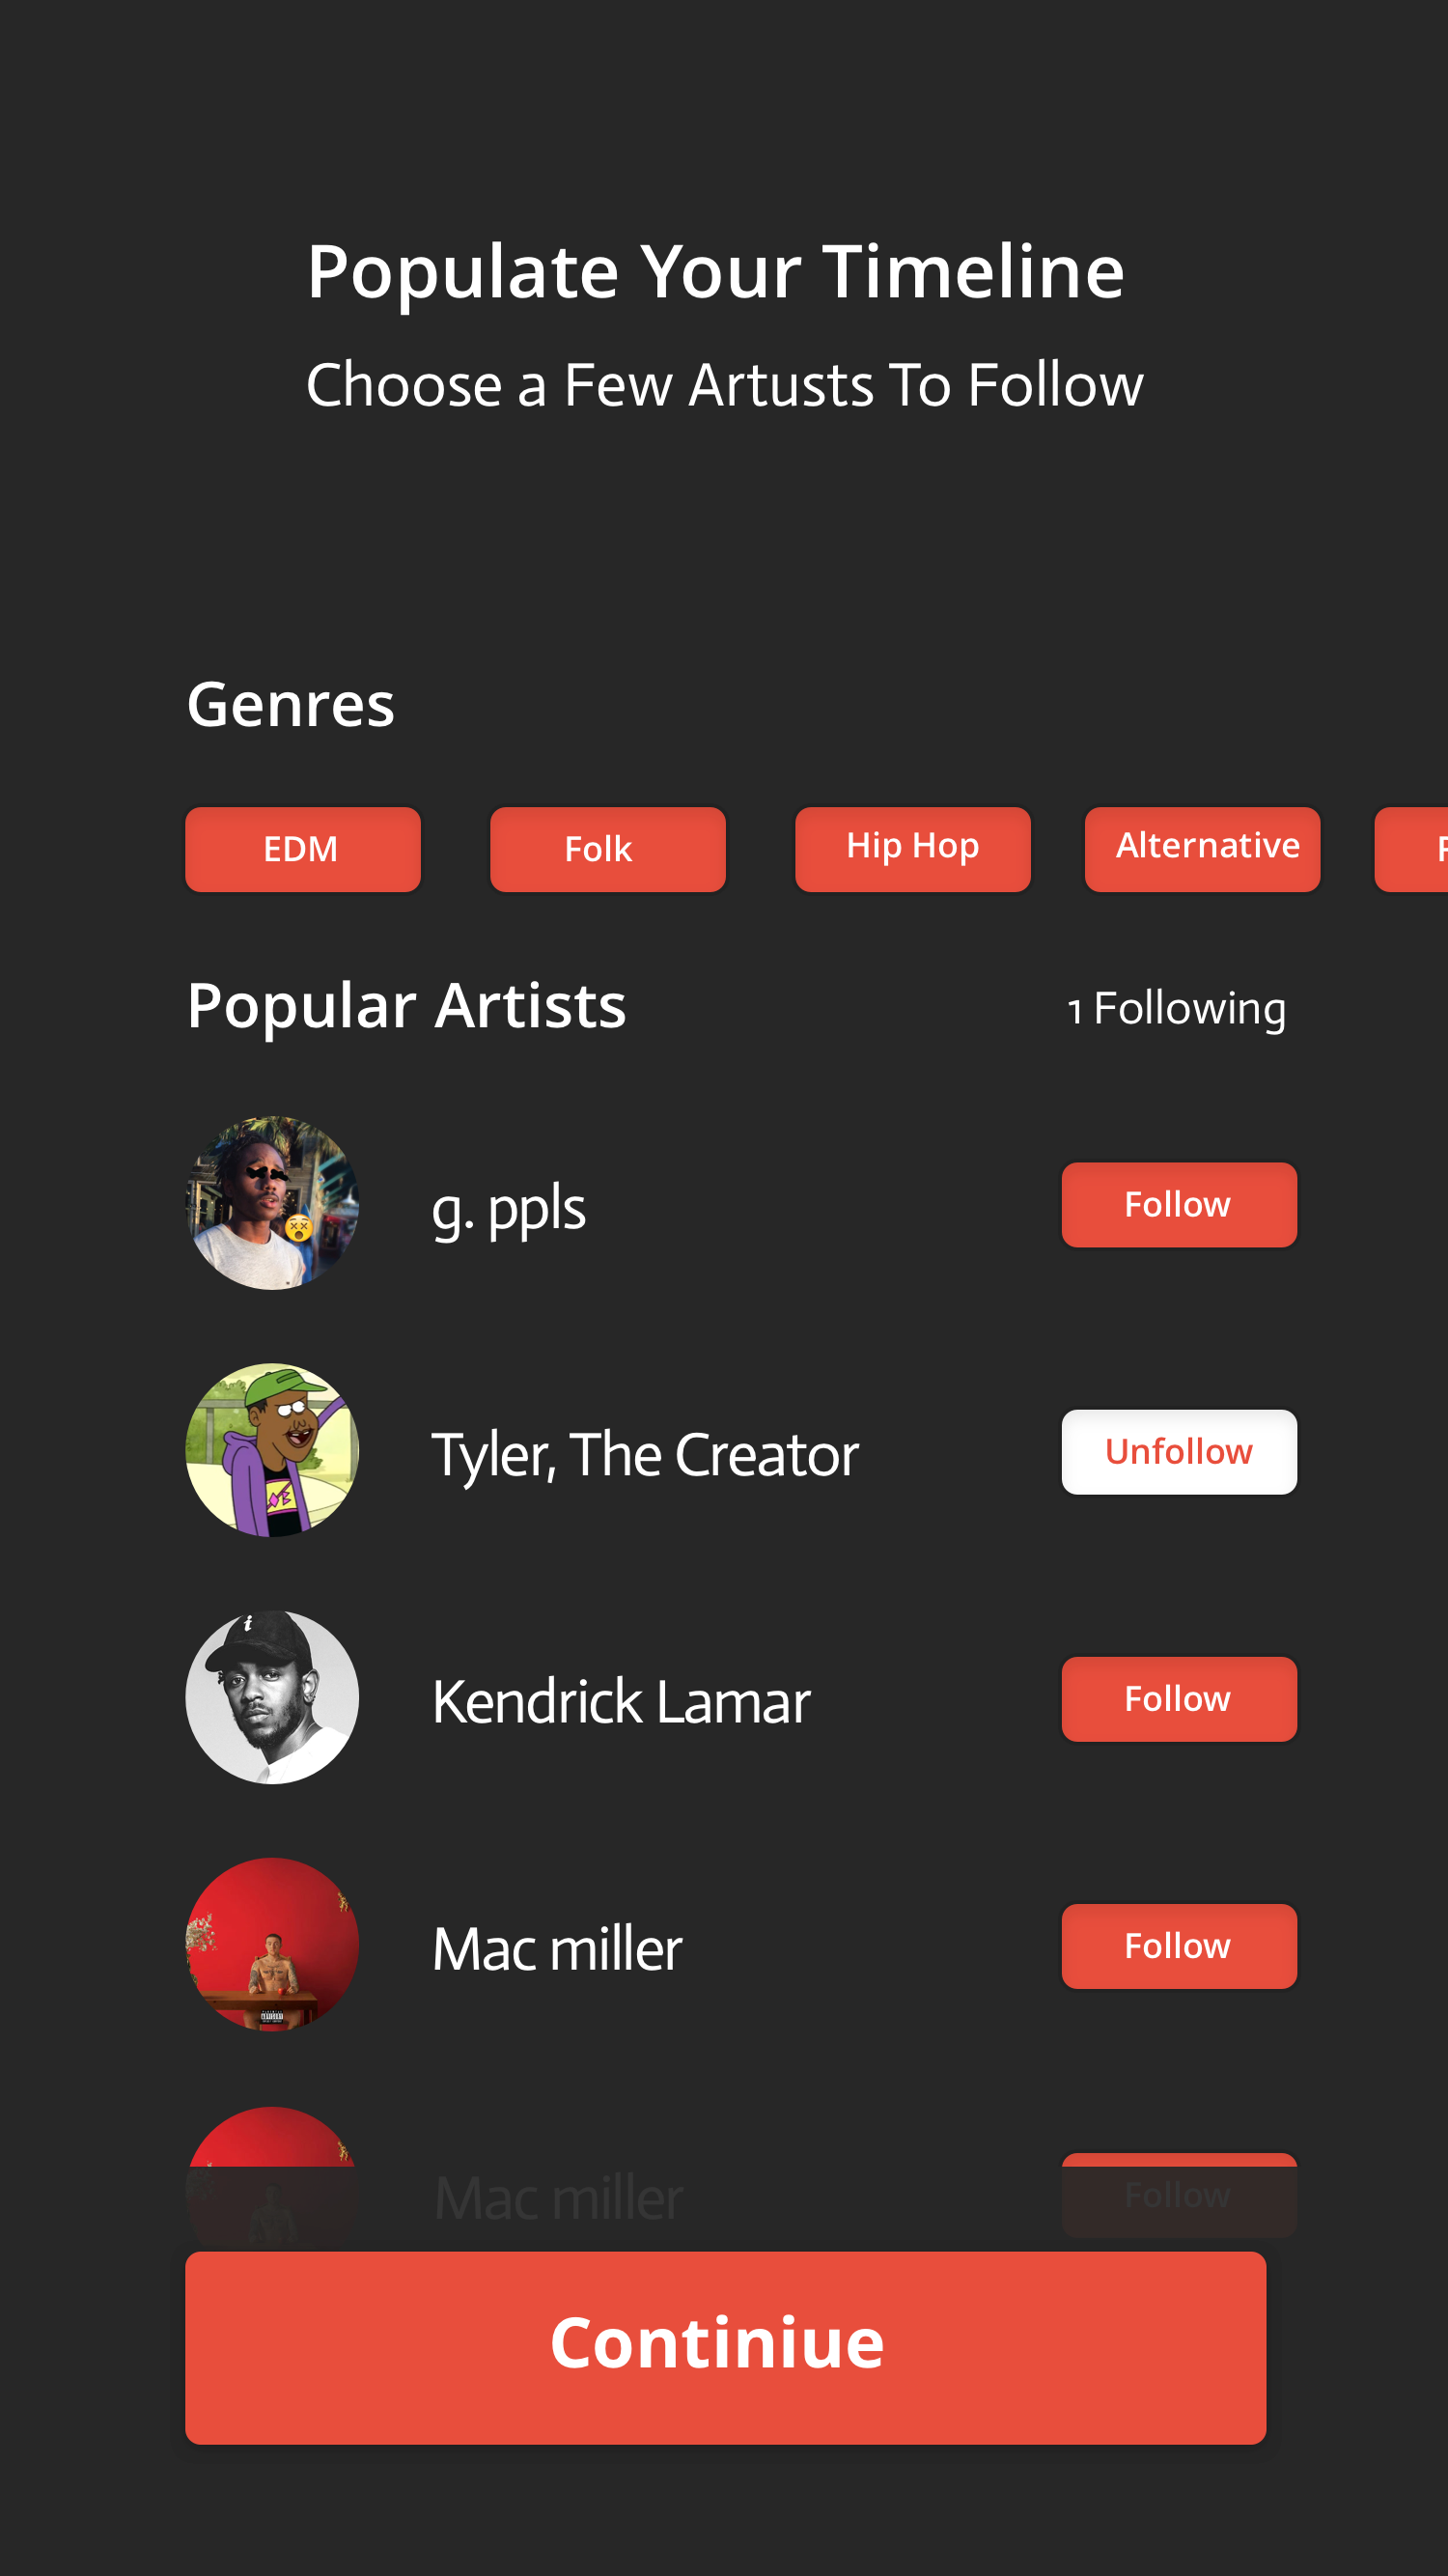 Populate Your Timeline
Choose a Few Artusts To Follow
Genres
EDM Folk Hip Hop Alternative
Popular Artists 1 Following
g. ppls Follow
Tyler, The Creator Unfollow
i
Kendrick Lamar Follow
Mac miller Follow
Mac miller Follow
Continiue